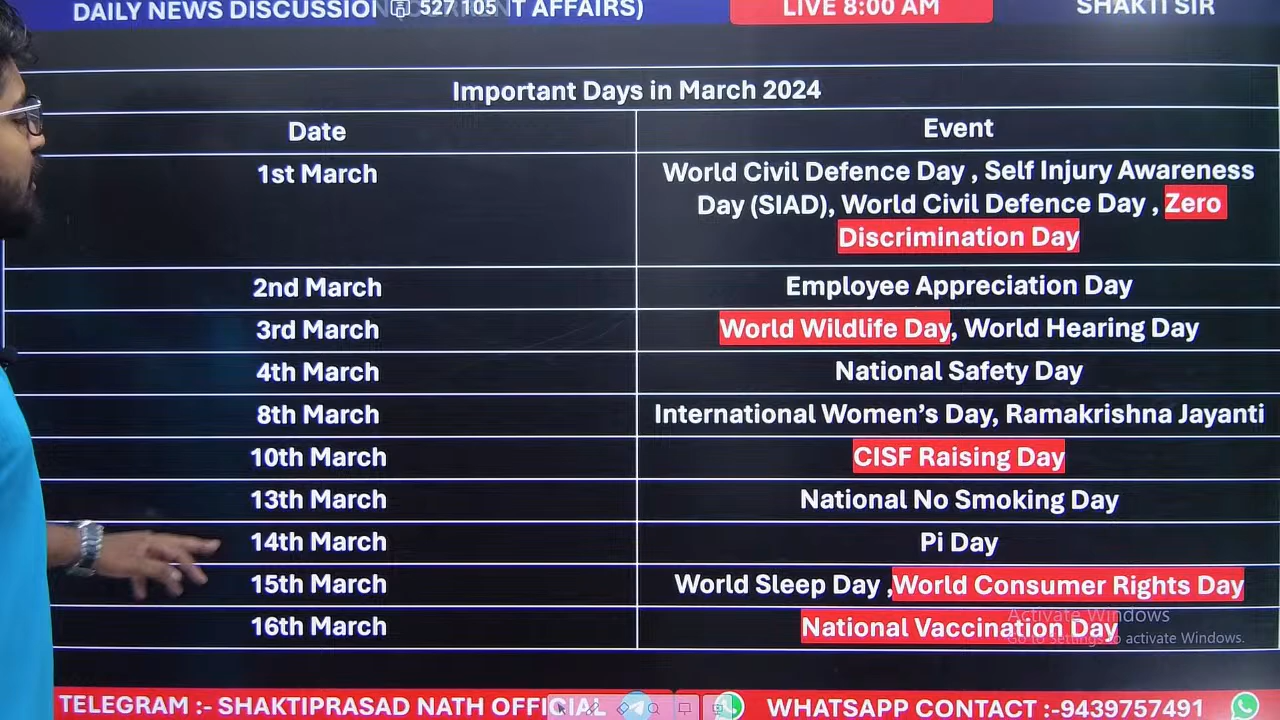 DAILY NEWS DISCUSSION
527 105
T AFFAIRS)
LIVE 8:00 AM
SHAKTI SIR
Important Days in March 2024
Date
Event
1st March
World Civil Defence Day , Self Injury Awareness
Day (SIAD), World Civil Defence Day , Zero
Discrimination Day
2nd March
Employee Appreciation Day
3rd March
World Wildlife Day, World Hearing Day
4th March
National Safety Day
8th March
International Women’s Day, Ramakrishna Jayanti
10th March
CISF Raising Day
13th March
National No Smoking Day
14th March
Pi Day
15th March
World Sleep Day ,World Consumer Rights Day
16th March
National Vaccination Day
Activate Windows
Go to Settings to activate Windows.
TELEGRAM :- SHAKTIPRASAD NATH OFFICIAL
WHATSAPP CONTACT :-9439757491